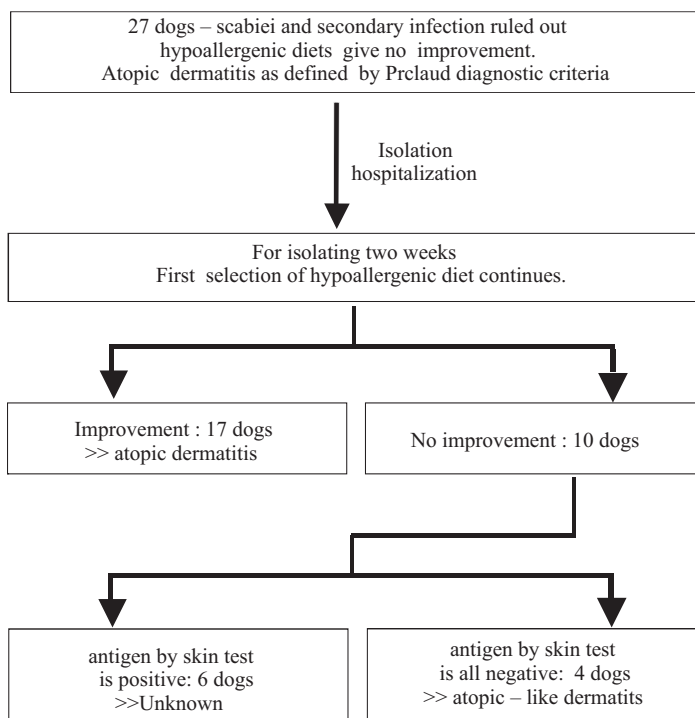 27 dogs – scabiei and secondary infection ruled out
hypoallergenic diets give no improvement.
Atopic dermatitis as defined by Prclaud diagnostic criteria
Isolation
hospitalization
For isolating two weeks
First selection of hypoallergenic diet continues.
Improvement : 17 dogs
>> atopic dermatitis
No improvement : 10 dogs
antigen by skin test
is positive: 6 dogs
>>Unknown
antigen by skin test
is all negative: 4 dogs
>> atopic – like dermatits